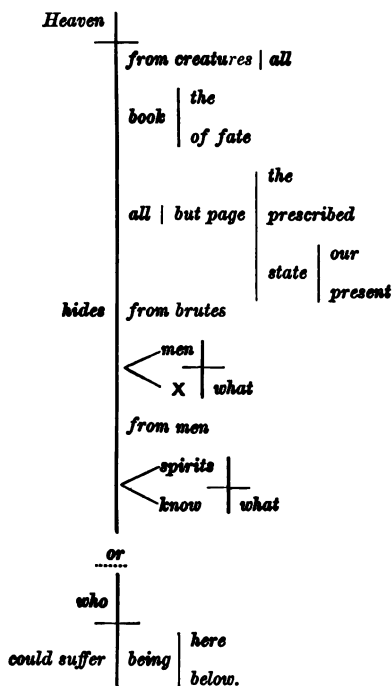 Heaven
from creatures | all
book the
of fate
the
all | but page prescribed
our
state
present
hides from brutes
men
X what
from men
spirits
know what
or
who
here
could suffer being
below.